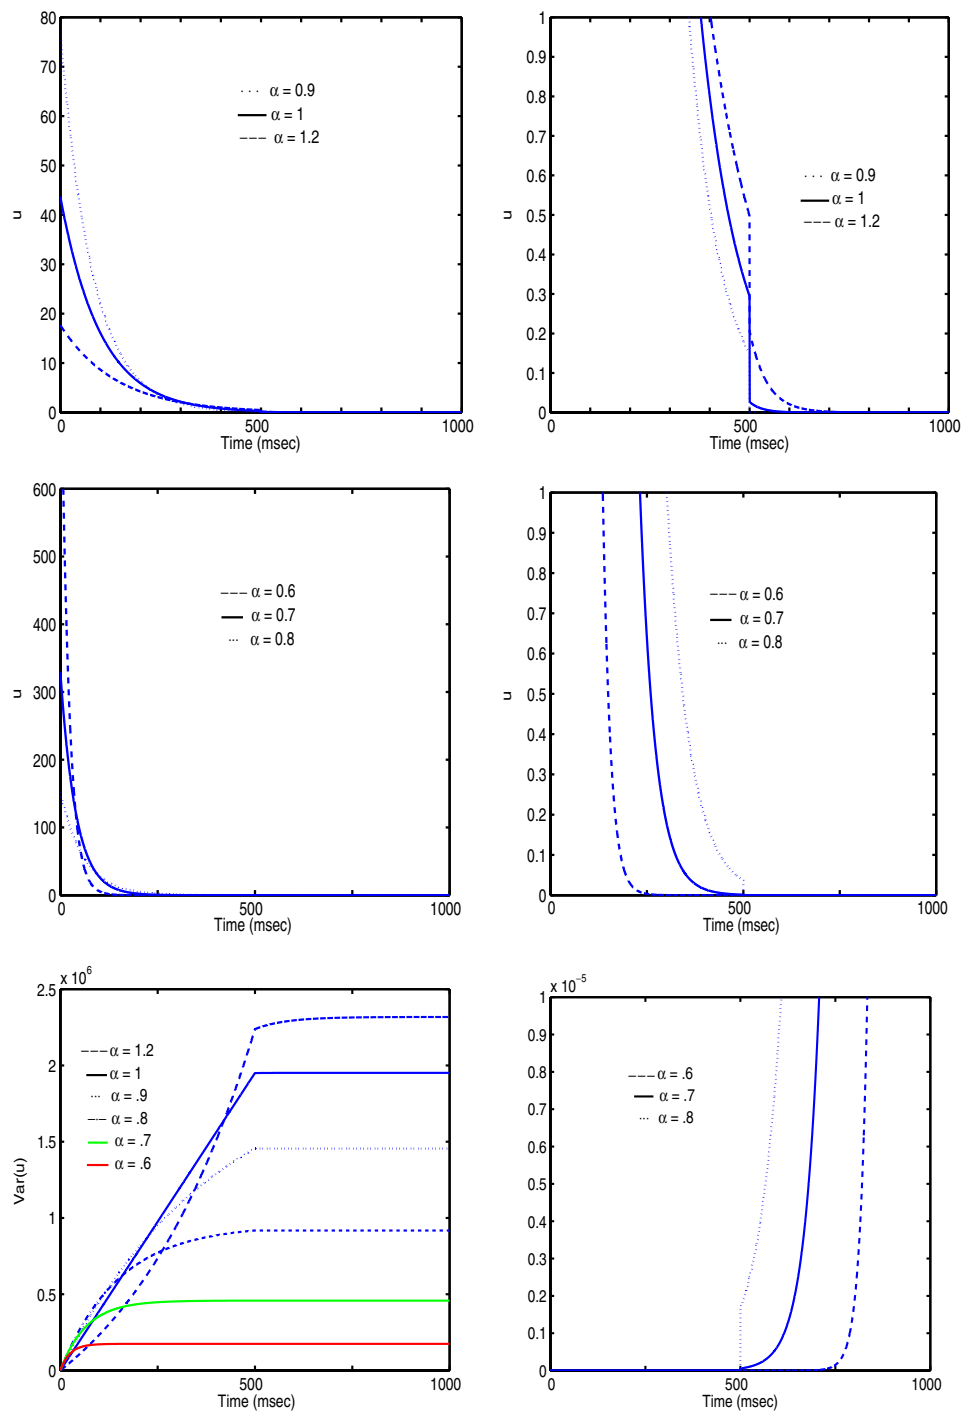 80
70
60
50
40
30
20
10
0
u
α = 0.9
α = 1
α = 1.2
0 500 1000
Time (msec)
1
0.9
0.8
0.7
0.6
0.5
0.4
0.3
0.2
0.1
0
u
α = 0.9
α = 1
α = 1.2
0 500 1000
Time (msec)
600
500
400
300
200
100
0
u
α = 0.6
α = 0.7
α = 0.8
0 500 1000
Time (msec)
1
0.9
0.8
0.7
0.6
0.5
0.4
0.3
0.2
0.1
0
u
α = 0.6
α = 0.7
α = 0.8
0 500 1000
Time (msec)
x 10⁶
2.5
2
1.5
1
0.5
0
Var(u)
α = 1.2
α = 1
α = .9
α = .8
α = .7
α = .6
0 500 1000
Time (msec)
x 10⁻⁵
1
0.9
0.8
0.7
0.6
0.5
0.4
0.3
0.2
0.1
0
α = .6
α = .7
α = .8
0 500 1000
Time (msec)